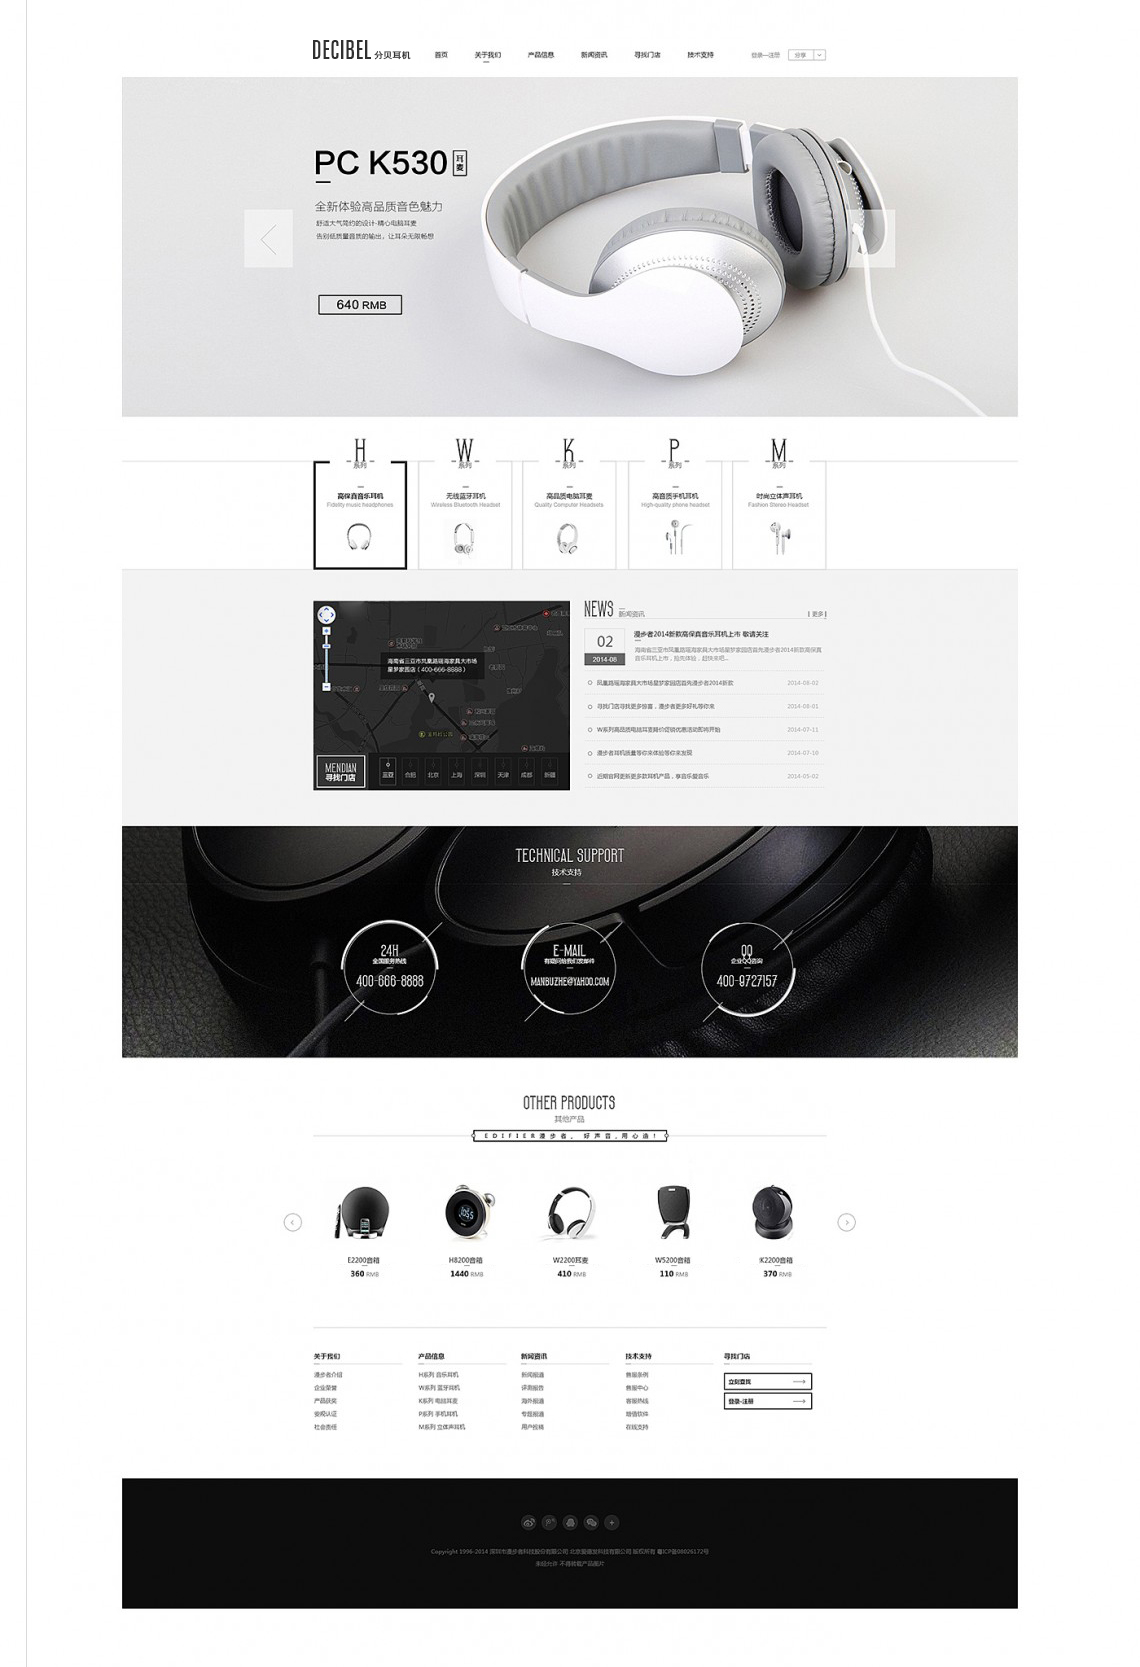 DECIBEL 分贝耳机
首页 关于我们 产品信息 新闻资讯 寻找门店 技术支持 登录—注册 分享
PC K530 耳麦
全新体验高品质音色魅力
舒适大气简约的设计-精心电脑耳麦
告别低质量音质的输出，让耳朵无限畅想
640 RMB
H W K P M
系列 系列 系列 系列 系列
高保真音乐耳机 无线蓝牙耳机 高品质电脑耳麦 高音质手机耳机 时尚立体声耳机
Fidelity music headphones Wireless Bluetooth Headset Quality Computer Headsets High-quality phone headset Fashion Stereo Headset
NEWS 新闻资讯 更多
02
2014-08
漫步者2014新款高保真音乐耳机上市 敬请关注
海南省三亚市凤凰路瑶海家具大市场星梦家园店首先漫步者2014新款高保真
音乐耳机上市，抢先体验，赶快来吧...
凤凰路瑶海家具大市场星梦家园店首先漫步者2014新款 2014-08-02
寻找门店寻找更多惊喜，漫步者更多好礼等你来 2014-08-01
W系列高品质电脑耳麦降价促销优惠活动即将开始 2014-07-11
漫步者耳机质量等你来体验等你来发现 2014-07-10
近期官网更新更多款耳机产品，享音乐爱音乐 2014-05-02
海南省三亚市凤凰路瑶海家具大市场
星梦家园店（400-666-8888）
MENDIAN
寻找门店
三亚 合肥 北京 上海 深圳 天津 成都 新疆
TECHNICAL SUPPORT
技术支持
24H E-MAIL QQ
全国服务热线 有疑问给我们发邮件 企业QQ咨询
400-666-8888 MANBUZHE@YAHOO.COM 400-9727157
OTHER PRODUCTS
其他产品
EDIFIER漫步者，好声音,用心造!
E2200音箱 H8200音箱 W2200耳麦 W5200音箱 K2200音箱
360 RMB 1440 RMB 410 RMB 110 RMB 370 RMB
关于我们 产品信息 新闻资讯 技术支持 寻找门店
漫步者介绍 H系列 音乐耳机 新闻报道 售服条例 立刻查找
企业荣誉 W系列 蓝牙耳机 评测报告 售服中心
产品获奖 K系列 电脑耳麦 海外报道 客服热线 登录-注册
安规认证 P系列 手机耳机 专题报道 增值软体
社会责任 M系列 立体声耳机 用户投稿 在线支持
Copyright 1996-2014 深圳市漫步者科技股份有限公司 北京爱德发科技有限公司 版权所有 粤ICP备08026172号
未经允许 不得转载产品图片